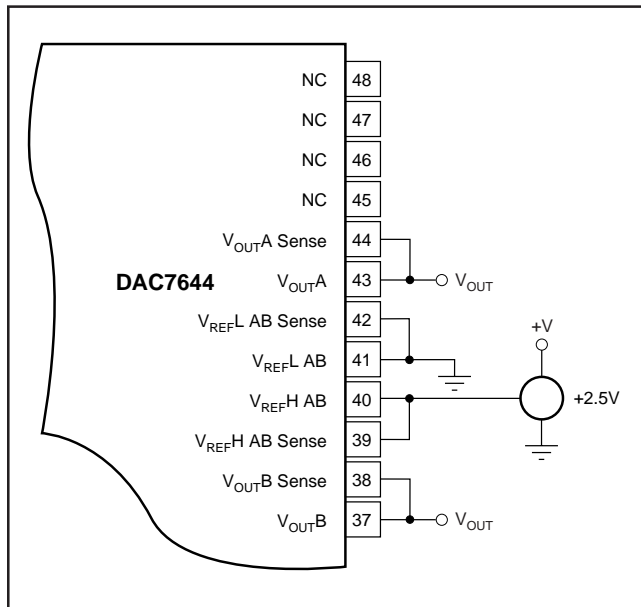 NC 48
NC 47
NC 46
NC 45
V_OUTA Sense 44
DAC7644
V_OUTA 43
V_OUT
V_REFL AB Sense 42
V_REFL AB 41
+V
V_REFH AB 40
+2.5V
V_REFH AB Sense 39
V_OUTB Sense 38
V_OUTB 37
V_OUT